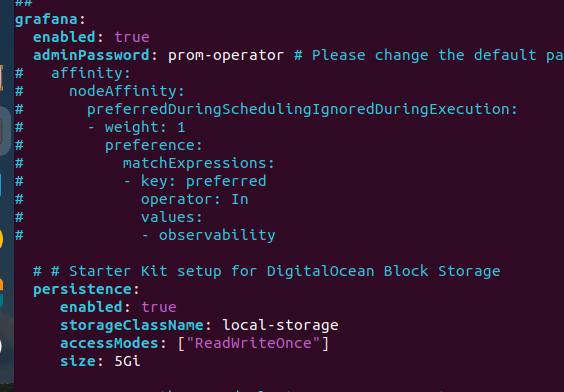 ##
grafana:
  enabled: true
  adminPassword: prom-operator # Please change the default pa
#   affinity:
#     nodeAffinity:
#       preferredDuringSchedulingIgnoredDuringExecution:
#       - weight: 1
#         preference:
#           matchExpressions:
#           - key: preferred
#             operator: In
#             values:
#             - observability

  # # Starter Kit setup for DigitalOcean Block Storage
  persistence:
     enabled: true
     storageClassName: local-storage
     accessModes: ["ReadWriteOnce"]
     size: 5Gi